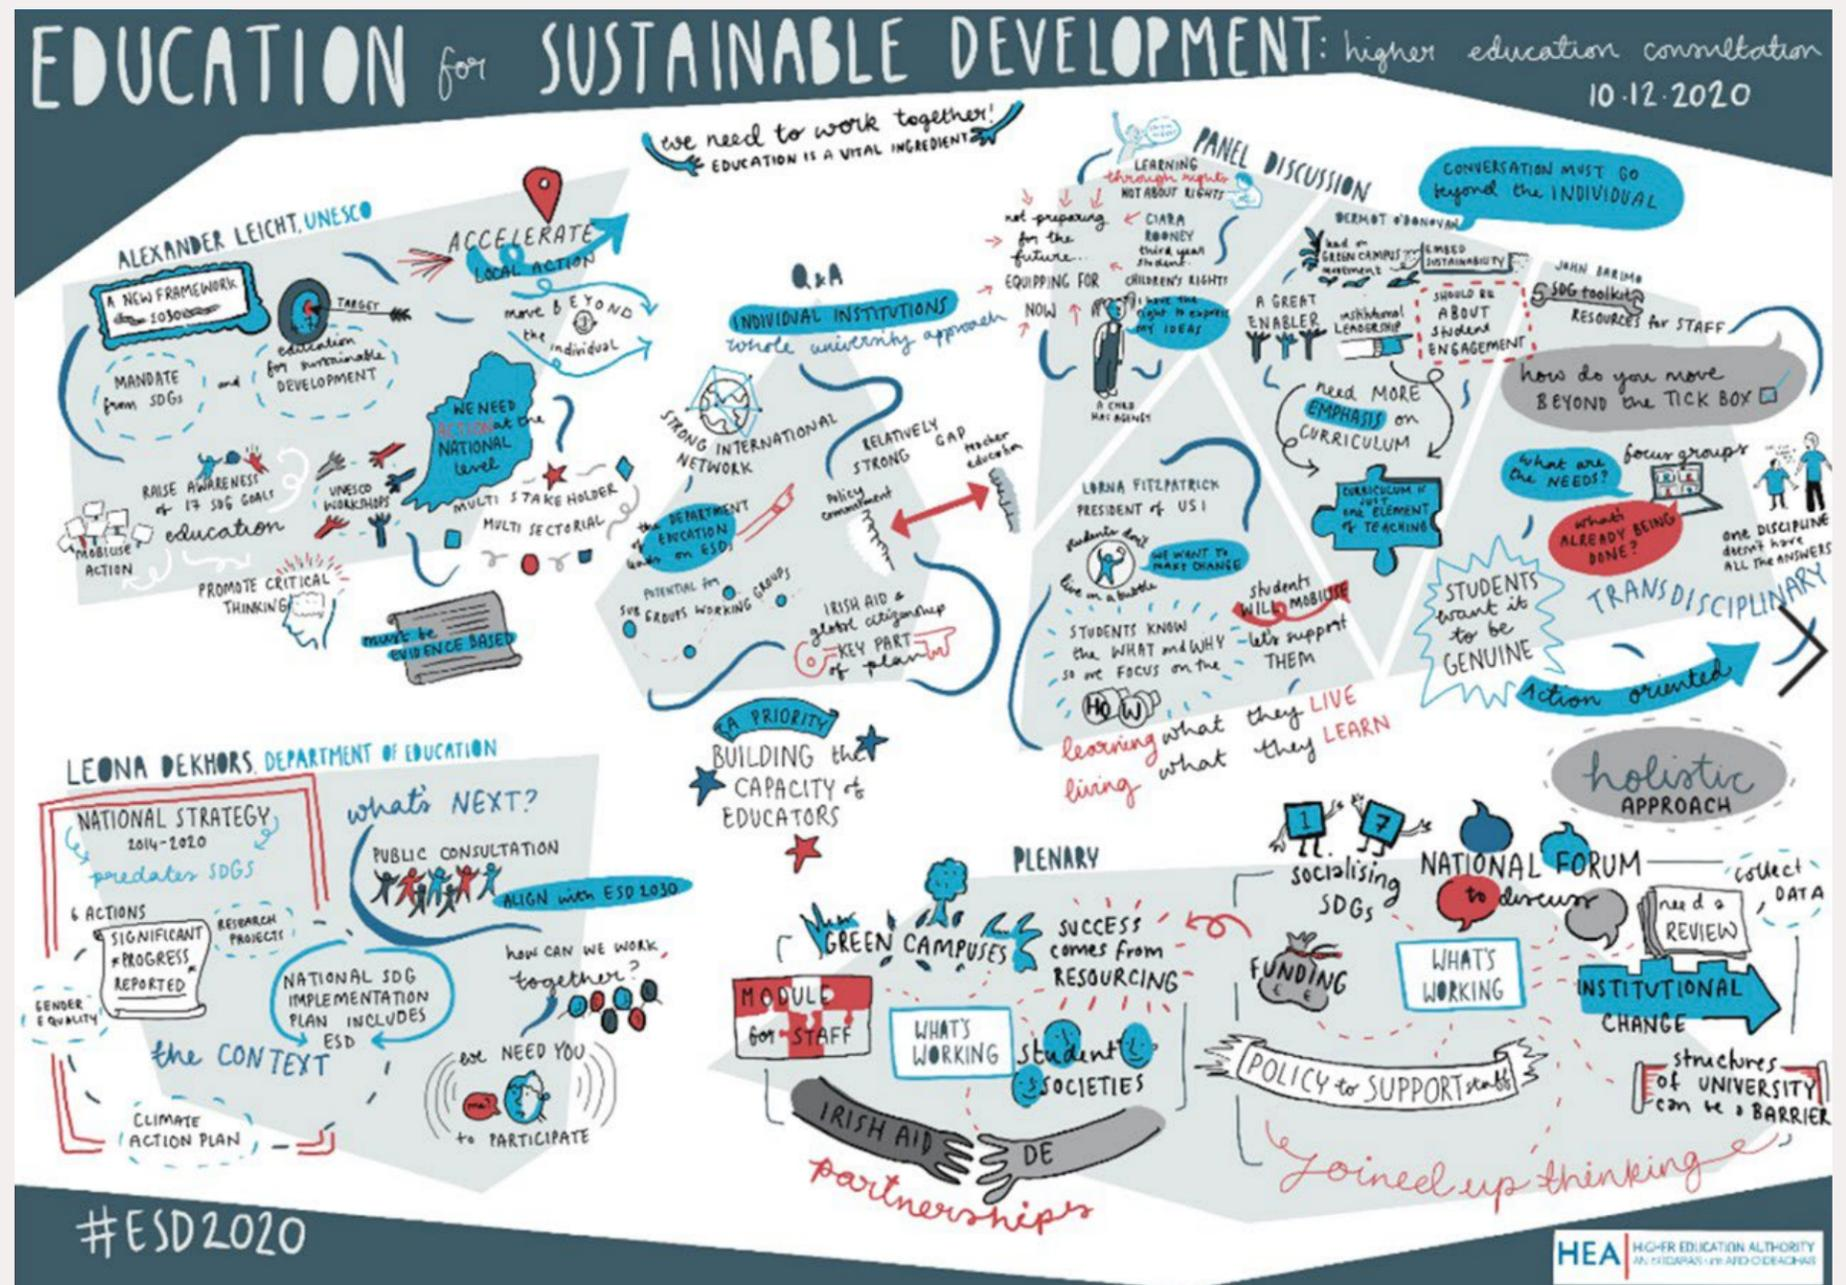 EDUCATION for SUSTAINABLE DEVELOPMENT: higher education consultation
10.12.2020
we need to work together!
EDUCATION IS A VITAL INGREDIENT
ALEXANDER LEICHT, UNESCO
A NEW FRAMEWORK
2030
TARGET
ACCELERATE
LOCAL ACTION
move BEYOND
the individual
MANDATE
from SDGs
and
education
for sustainable
DEVELOPMENT
WE NEED
ACTION at the
NATIONAL
level
RAISE AWARENESS
of 17 SDG GOALS
education
MOBILISE
ACTION
UNESCO
WORKSHOPS
MULTI STAKEHOLDER
MULTI SECTORIAL
PROMOTE CRITICAL
THINKING
must be
EVIDENCE BASED
Q&A
INDIVIDUAL INSTITUTIONS
whole university approach
STRONG INTERNATIONAL
NETWORK
RELATIVELY
STRONG
GAP
teacher
education
Policy
commitment
the DEPARTMENT
of EDUCATION
leads on ESD
POTENTIAL for
SUB GROUPS WORKING GROUPS
IRISH AID &
global citizenship
KEY PART
of plan
A PRIORITY
BUILDING the
CAPACITY of
EDUCATORS
PANEL DISCUSSION
LEARNING
through rights
NOT ABOUT RIGHTS
CIARA
ROONEY
third year
student
CHILDREN'S RIGHTS
not preparing
for the
future...
EQUIPPING FOR
NOW
I have the
right to express
MY IDEAS
A CHILD
HAS AGENCY
CONVERSATION MUST GO
beyond the INDIVIDUAL
DERMOT O'DONOVAN
had a
GREEN CAMPUS
movement
EMBED
SUSTAINABILITY
A GREAT
ENABLER
institutional
LEADERSHIP
SHOULD BE
ABOUT
student
ENGAGEMENT
need MORE
EMPHASIS on
CURRICULUM
CURRICULUM IS
JUST
ONE ELEMENT
of TEACHING
JOHN BARIMO
SDG toolkit
RESOURCES for STAFF
how do you move
BEYOND the TICK BOX
what are
the NEEDS?
focus groups
what's
ALREADY BEING
DONE?
ONE DISCIPLINE
doesn't have
ALL the ANSWERS
TRANSDISCIPLINARY
STUDENTS
want it
to be
GENUINE
Action oriented
LORNA FITZPATRICK
PRESIDENT of USI
students don't
live in a bubble
WE WANT TO
MAKE CHANGE
students
WILL MOBILISE
-let's support
THEM
STUDENTS KNOW
the WHAT and WHY
so we FOCUS on the
HOW
learning what they LIVE
living what they LEARN
holistic
APPROACH
LEONA DEKHORS, DEPARTMENT OF EDUCATION
NATIONAL STRATEGY
2014-2020
predates SDGS
6 ACTIONS
SIGNIFICANT
PROGRESS
REPORTED
RESEARCH
PROJECTS
GENDER
EQUALITY
NATIONAL SDG
IMPLEMENTATION
PLAN INCLUDES
ESD
the CONTEXT
CLIMATE
ACTION PLAN
what's NEXT?
PUBLIC CONSULTATION
ALIGN with ESD 2030
how CAN WE WORK
together?
we NEED YOU
me?
to PARTICIPATE
PLENARY
GREEN CAMPUSES
SUCCESS
comes from
RESOURCING
MODULE
for STAFF
WHAT'S
WORKING
student
SOCIETIES
IRISH AID
DE
partnerships
17
socialising
SDGs
NATIONAL FORUM
to discuss
collect
DATA
need a
REVIEW
FUNDING
€ €
WHAT'S
WORKING
INSTITUTIONAL
CHANGE
POLICY to SUPPORT staff
structures
of UNIVERSITY
can be a BARRIER
Joined up thinking
#ESD2020
HEA
HIGHER EDUCATION AUTHORITY